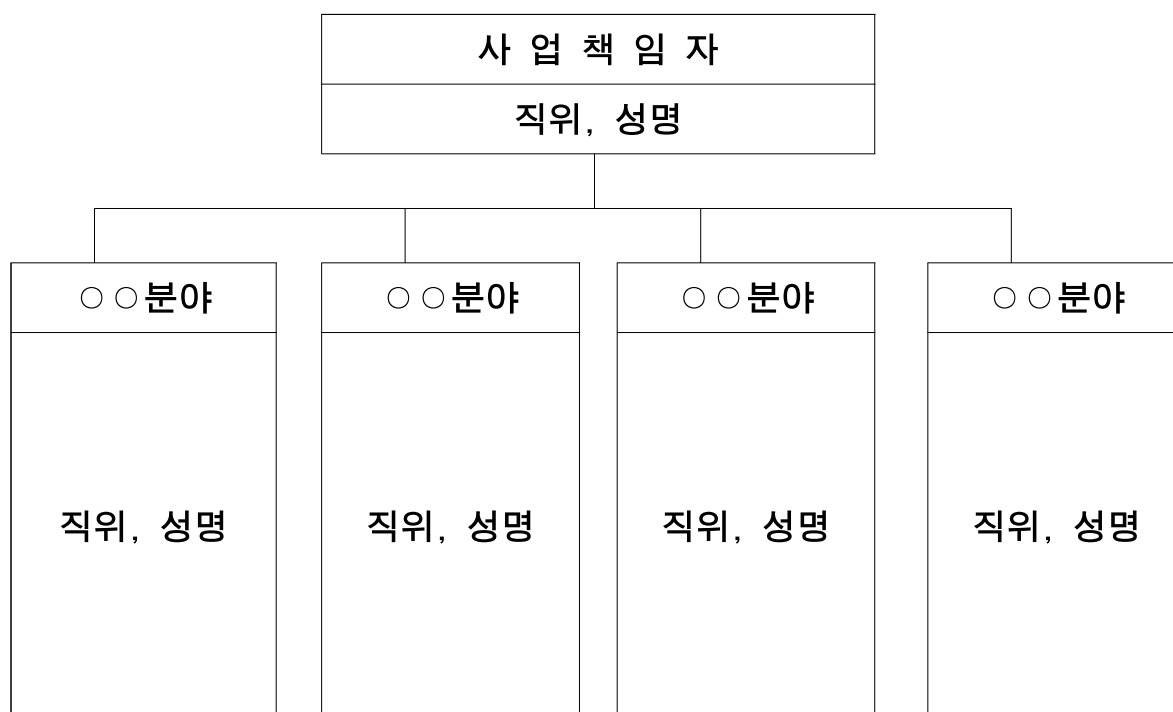 사 업 책 임 자
직위, 성명
○○분야 ○○분야 ○○분야 ○○분야
직위, 성명 직위, 성명 직위, 성명 직위, 성명